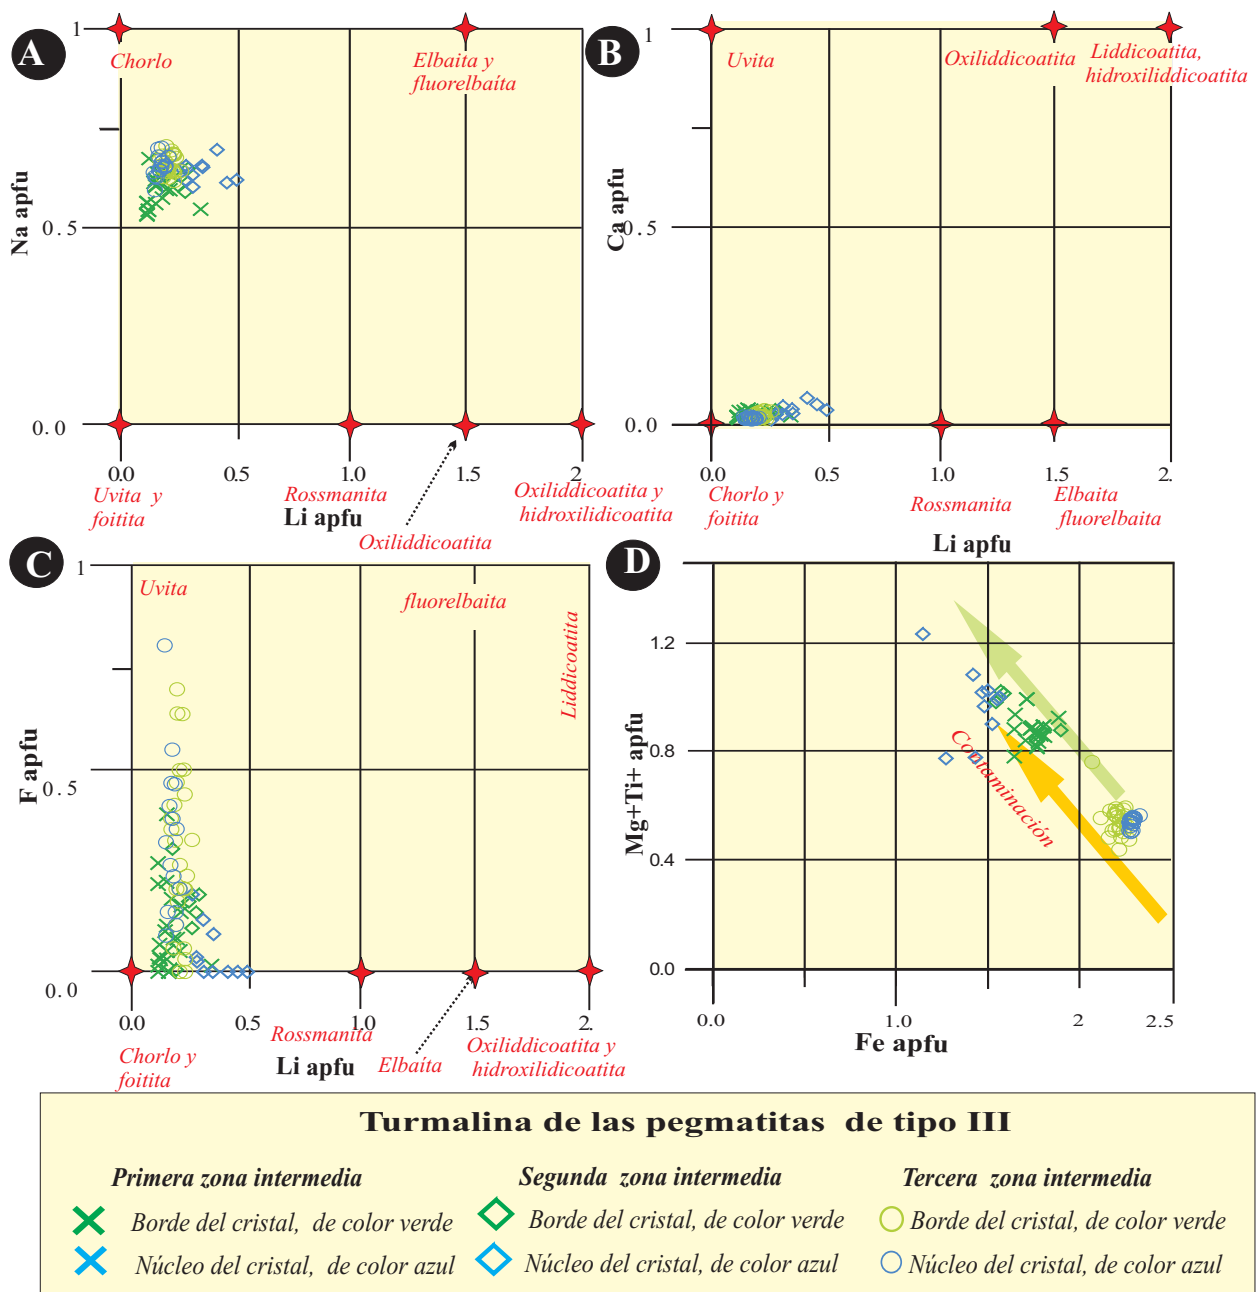 A
1
Chorlo
Elbaita y
fluorelbaíta
Na apfu
0.5
0.0
0.0
0.5
1.0
1.5
2.
Uvita y
foitita
Rossmanita
Li apfu
Oxiliddicoatita
Oxiliddicoatita y
hidroxilidicoatita
B
1
Uvita
Oxiliddicoatita
Liddicoatita,
hidroxiliddicoatita
Ca apfu
0.5
0.0
0.0
0.5
1.0
1.5
2.
Chorlo y
foitita
Rossmanita
Elbaita
fluorelbaita
Li apfu
C
1
Uvita
fluorelbaita
Liddicoatita
F apfu
0.5
0.0
0.0
0.5
1.0
1.5
2.
Chorlo y
foitita
Rossmanita
Li apfu
Elbaíta
Oxiliddicoatita y
hidroxilidicoatita
D
1.2
0.8
0.4
0.0
Mg+Ti+ apfu
Contaminación
0.0
1.0
2
2.5
Fe apfu
Turmalina de las pegmatitas de tipo III
Primera zona intermedia
Borde del cristal, de color verde
Núcleo del cristal, de color azul
Segunda zona intermedia
Borde del cristal, de color verde
Núcleo del cristal, de color azul
Tercera zona intermedia
Borde del cristal, de color verde
Núcleo del cristal, de color azul